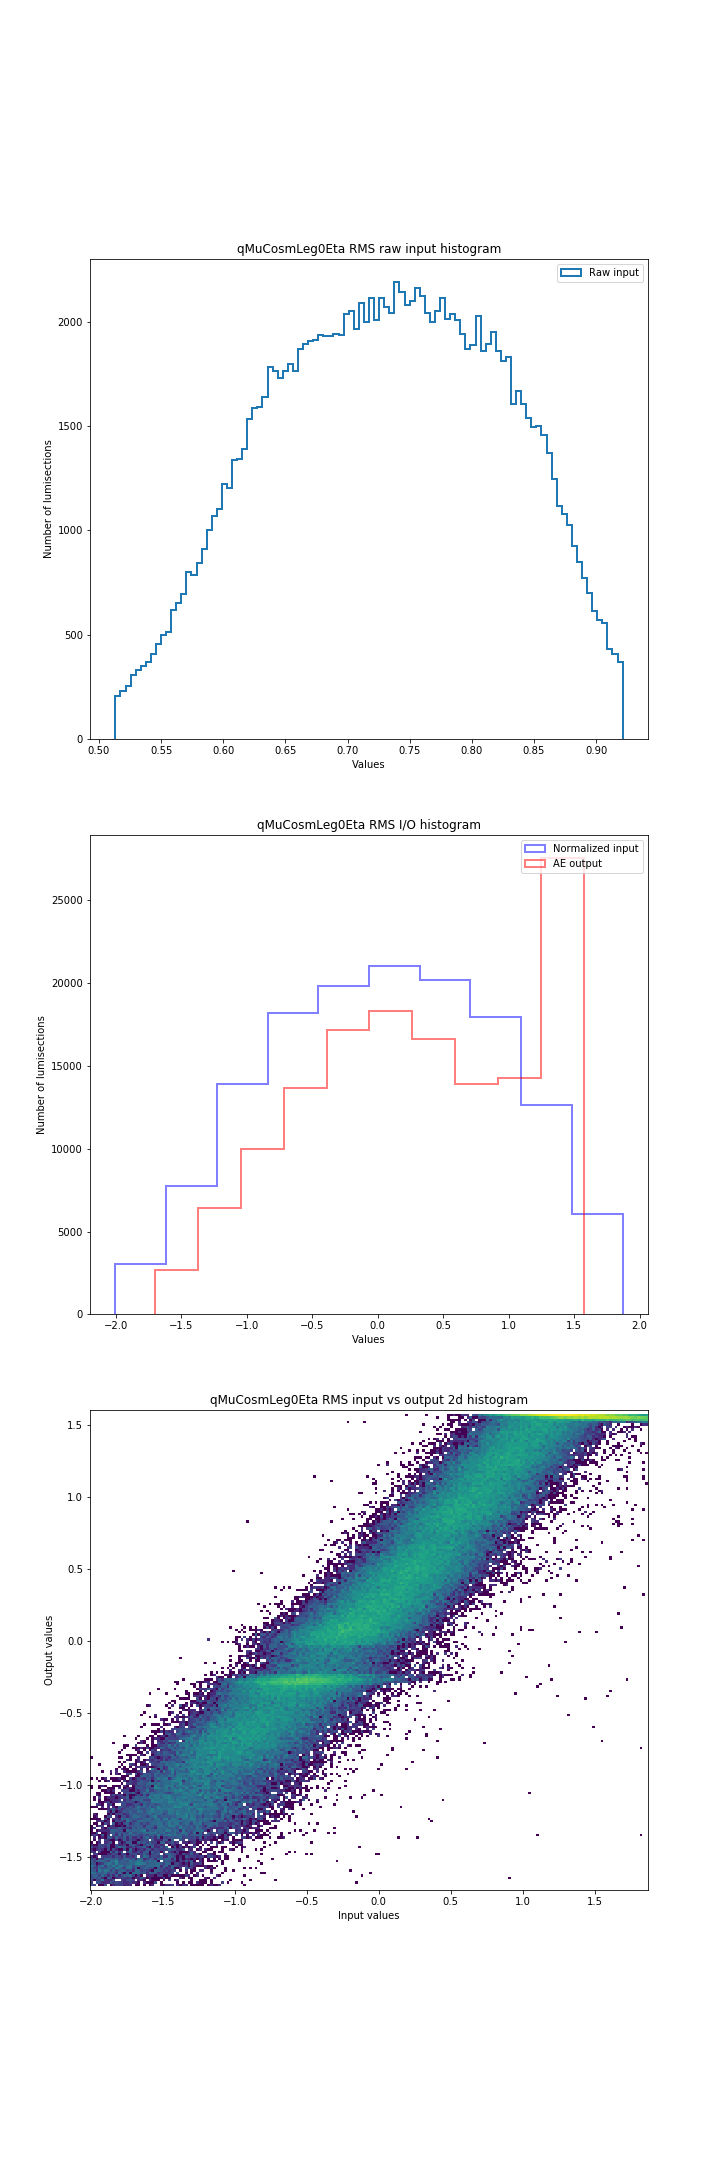 qMuCosmLeg0Eta RMS raw input histogram
Raw input
Number of lumisections
2000
1500
1000
500
0
0.50 0.55 0.60 0.65 0.70 0.75 0.80 0.85 0.90
Values
qMuCosmLeg0Eta RMS I/O histogram
Normalized input
AE output
Number of lumisections
25000
20000
15000
10000
5000
0
−2.0 −1.5 −1.0 −0.5 0.0 0.5 1.0 1.5 2.0
Values
qMuCosmLeg0Eta RMS input vs output 2d histogram
Output values
1.5
1.0
0.5
0.0
−0.5
−1.0
−1.5
−2.0 −1.5 −1.0 −0.5 0.0 0.5 1.0 1.5
Input values